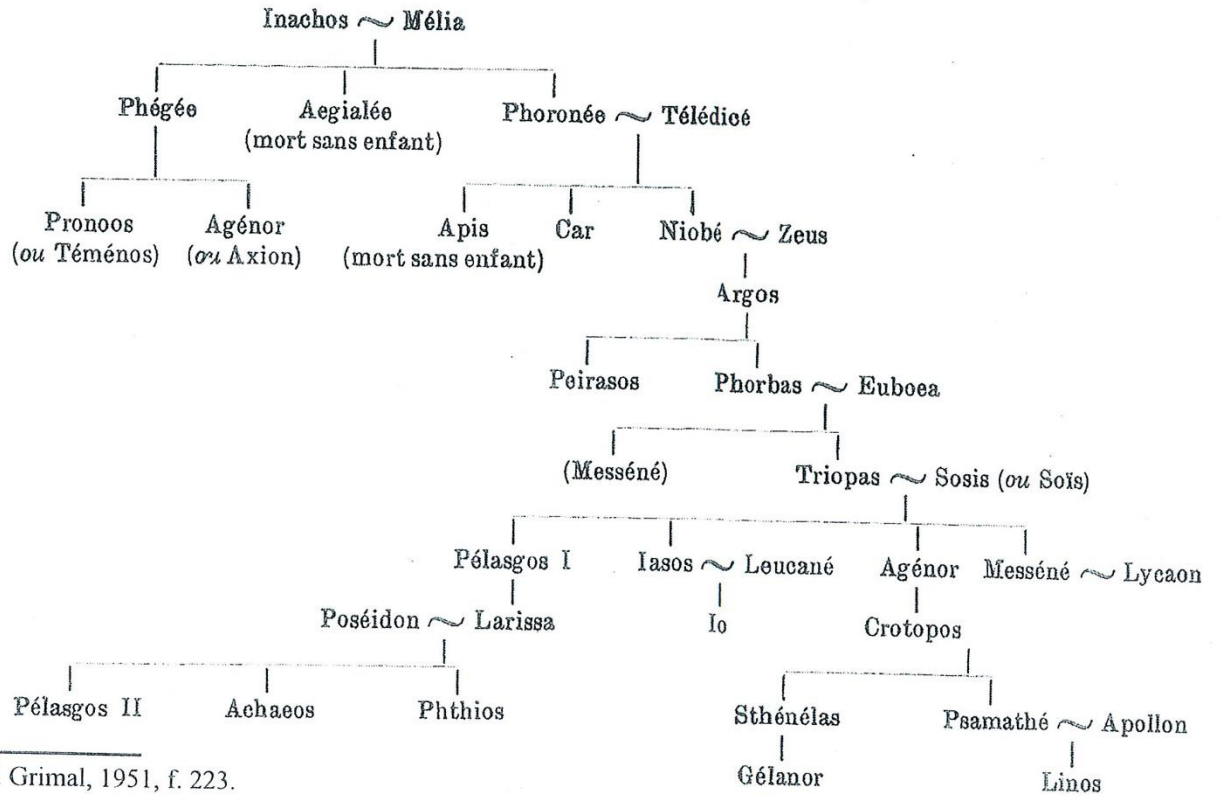 Inachos ~ Mélia
Phégée Aegialée Phoronée ~ Télédicé
(mort sans enfant)
Pronoos Agénor Apis Car Niobé ~ Zeus
(ou Téménos) (ou Axion) (mort sans enfant)
Argos
Peirasos Phorbas ~ Euboea
(Messéné) Triopas ~ Sosis (ou Soïs)
Pélasgos I Iasos ~ Leucané Agénor Messéné ~ Lycaon
Poséidon ~ Larissa Io Crotopos
Pélasgos II Achaeos Phthios Sthénélas Psamathé ~ Apollon
Gélanor Linos
Grimal, 1951, f. 223.